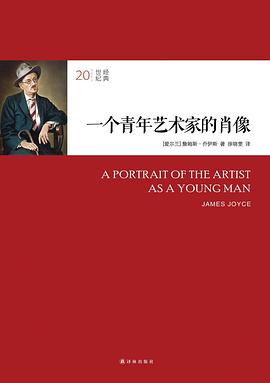 20 世纪 经典
一个青年艺术家的肖像
[爱尔兰] 詹姆斯·乔伊斯 著 徐晓雯 译
A PORTRAIT OF THE ARTIST
AS A YOUNG MAN
JAMES JOYCE
译林出版社